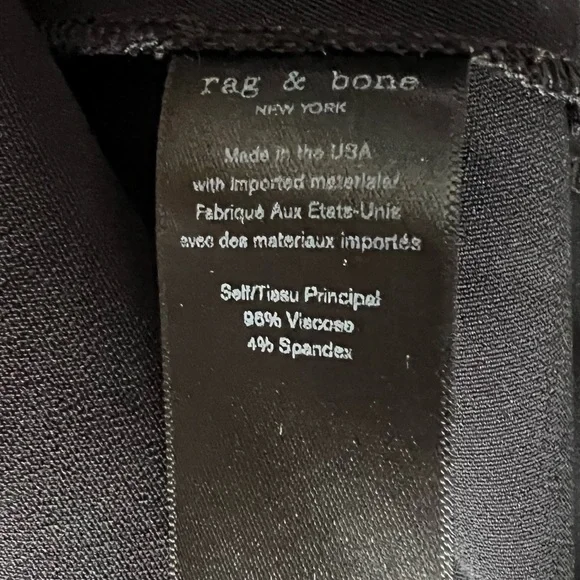 rag & bone
NEW YORK
Made in the USA
with imported materials/
Fabriqué Aux Etats-Unis
avec des materiaux importés
Self/Tissu Principal
96% Viscose
4% Spandex